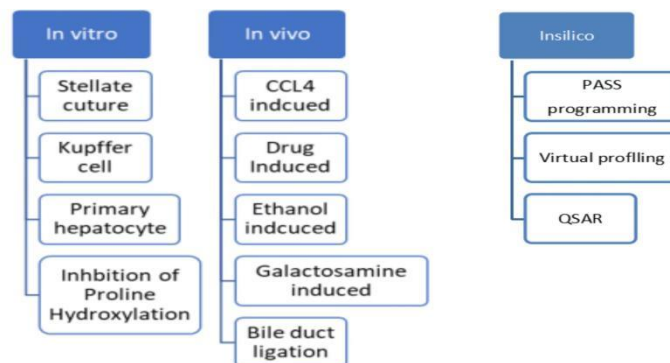 In vitro
Stellate
cuture
Kupffer
cell
Primary
hepatocyte
Inhbition of
Proline
Hydroxylation
In vivo
CCL4
indcued
Drug
Induced
Ethanol
indcuced
Galactosamine
induced
Bile duct
ligation
Insilico
PASS
programming
Virtual proflling
QSAR